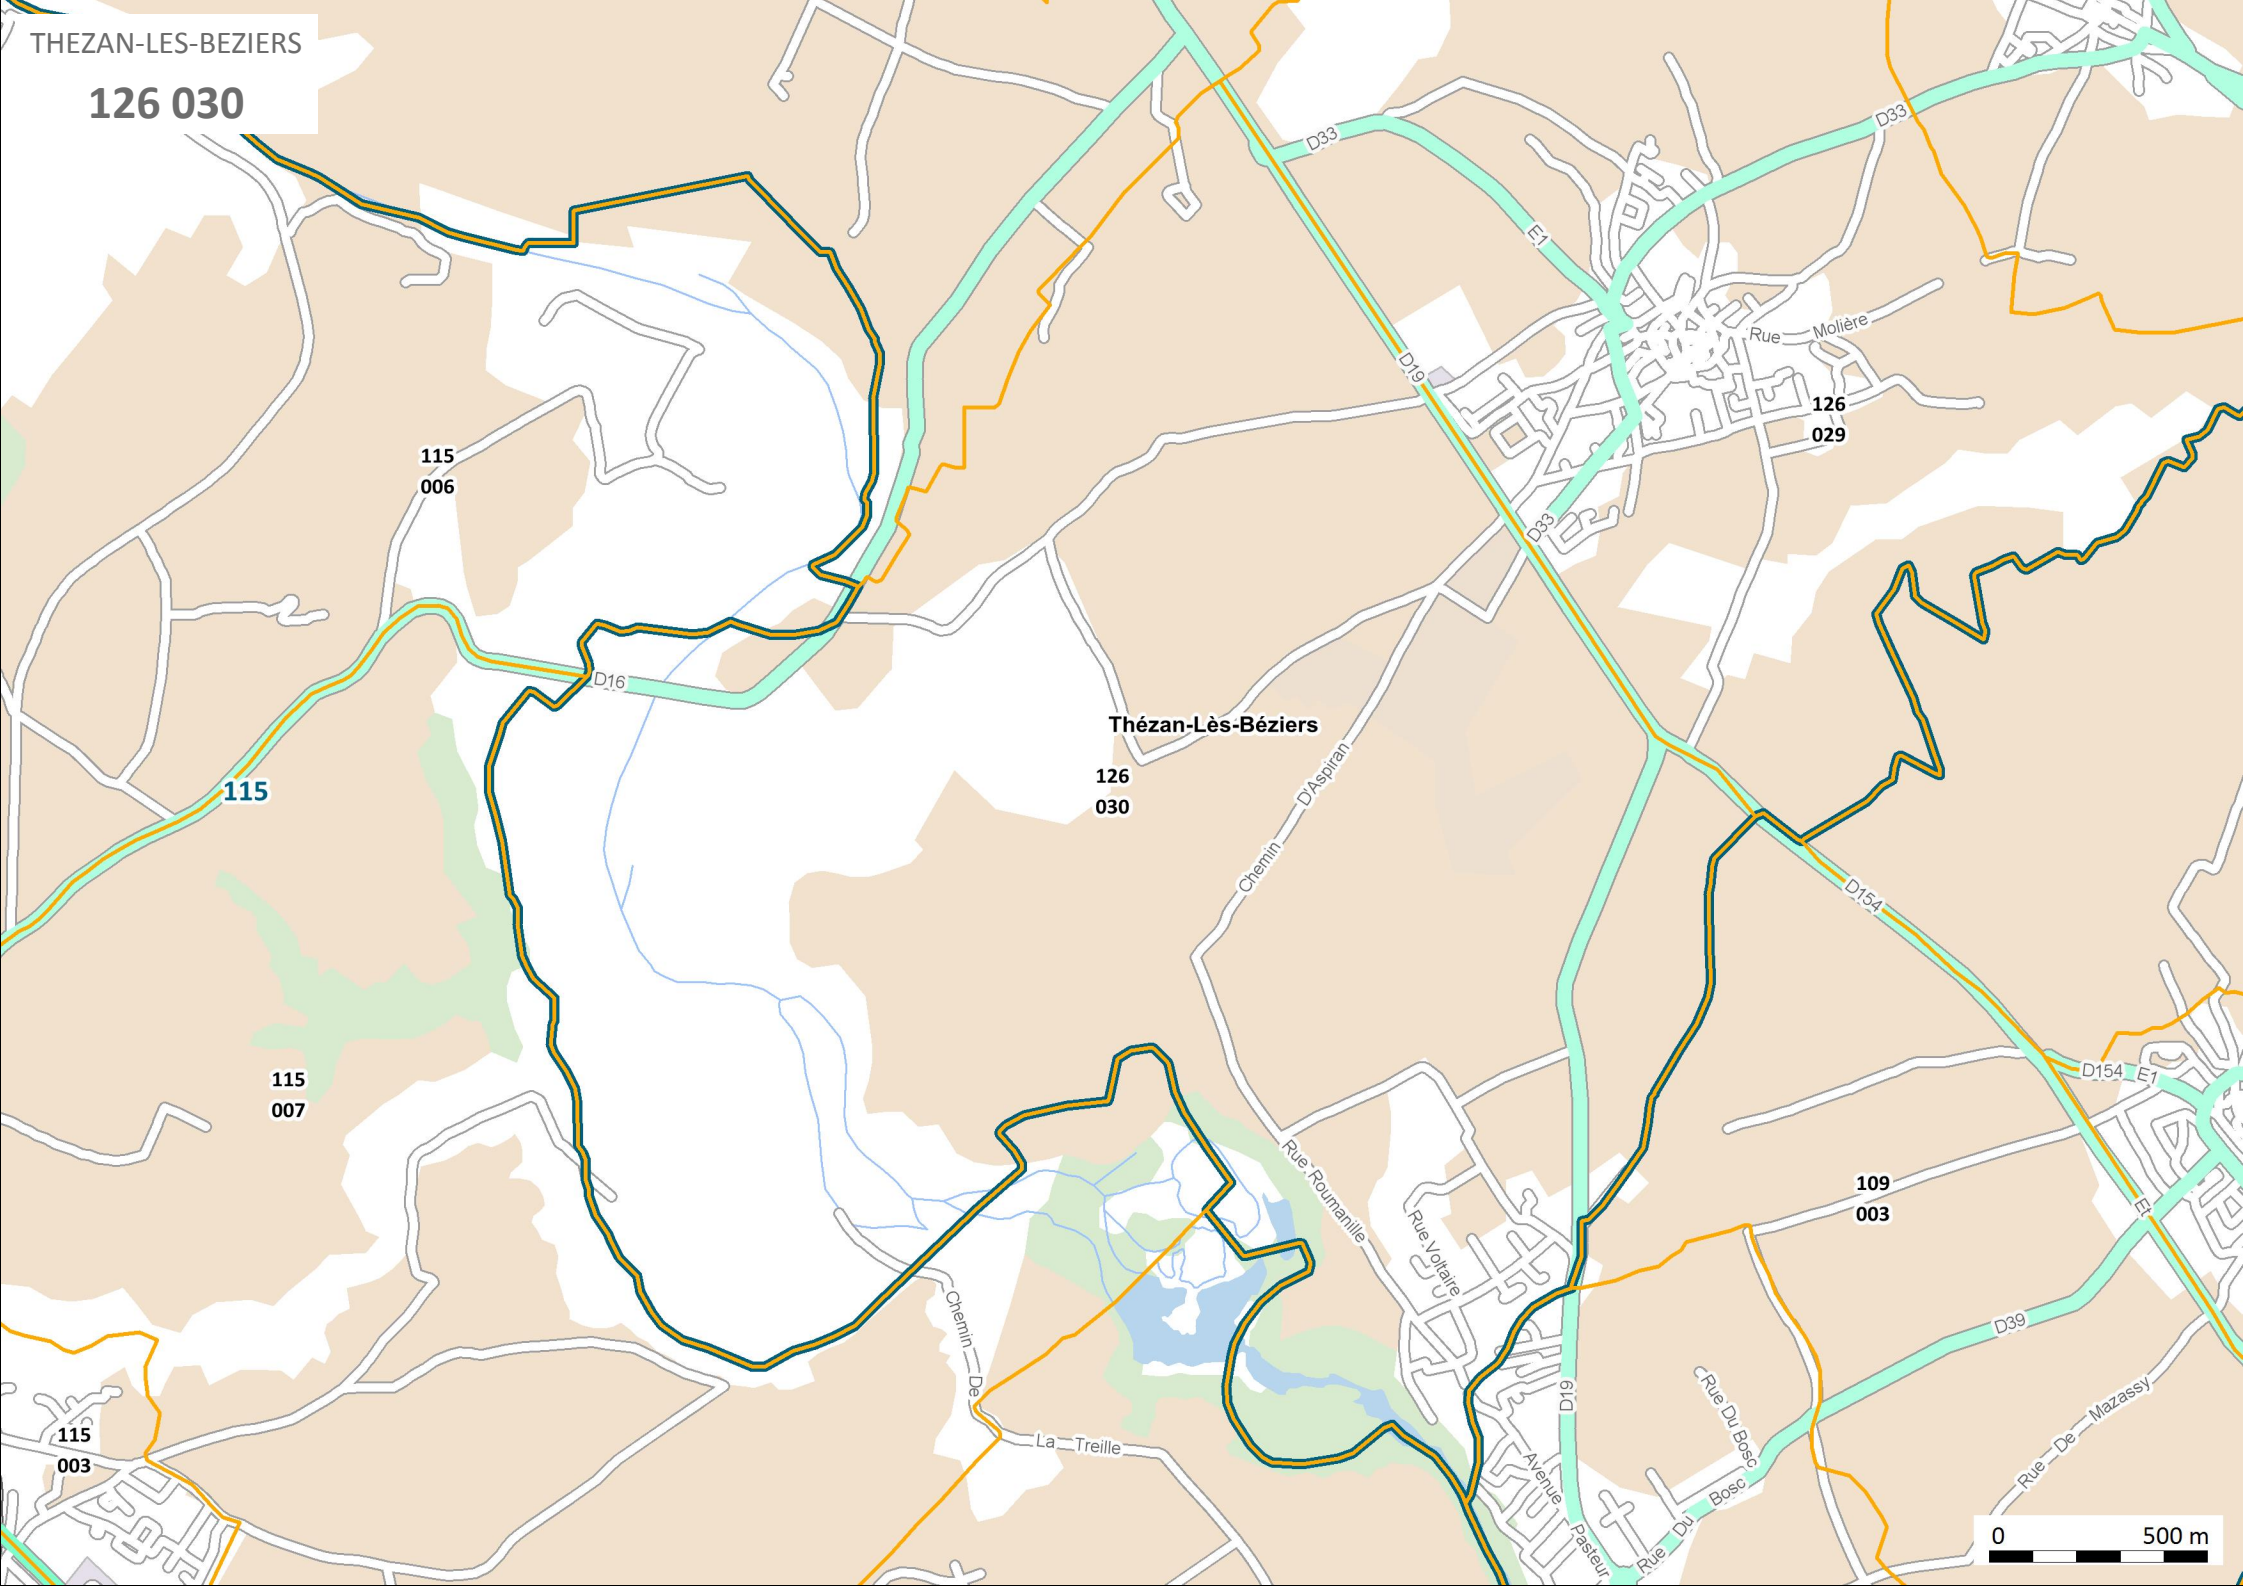 THEZAN-LES-BEZIERS
126 030
D33
D33
E1
D19
Rue Molière
126
029
115
006
D33
D16
Thézan-Lès-Béziers
126
030
Chemin D'Aspiran
115
D154
D154 E1
115
007
Rue Roumanille
Rue Voltaire
109
003
Et
Chemin De La Treille
D39
D19
Rue Du Bosc
Rue De Mazassy
115
003
Avenue Pasteur
Rue Du Bosc
0 500 m